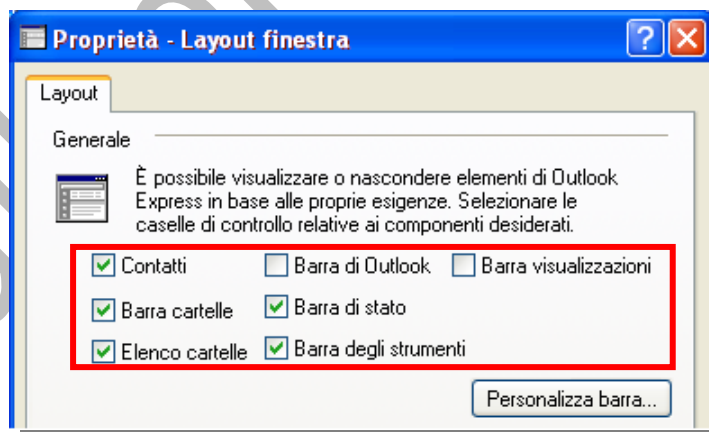 Proprietà - Layout finestra
Layout
Generale
È possibile visualizzare o nascondere elementi di Outlook
Express in base alle proprie esigenze. Selezionare le
caselle di controllo relative ai componenti desiderati.
Contatti Barra di Outlook Barra visualizzazioni
Barra cartelle Barra di stato
Elenco cartelle Barra degli strumenti
Personalizza barra...